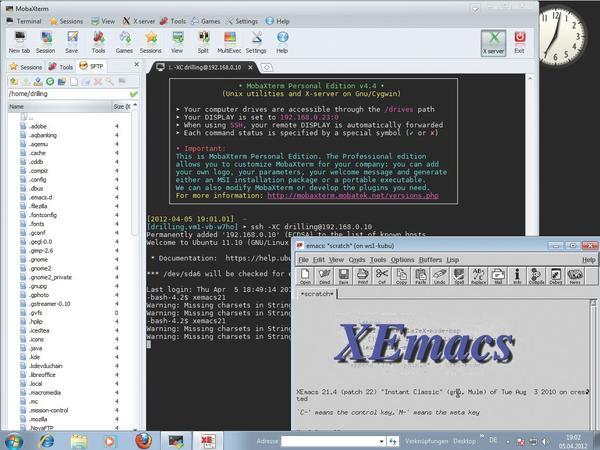 MobaXterm
Terminal Sessions View X server Tools Games Settings Help
New tab Session Save Tools Games Sessions View Split MultiExec Settings Help X server Exit
Sessions Tools SFTP
1. -XC drilling@192.168.0.10
/home/drilling
Name Size (K
..
.adobe 4
.aqbanking 4
.aqemu 4
.cache 4
.cddb 4
.compiz 4
.config 4
.dbus 4
.emacs.d 4
.filezilla 4
.fontconfig 4
.fonts 4
.gconf 4
.gegl-0.0 4
.gimp-2.6 4
.gnome 4
.gnome2 4
.gnome2_private 4
.gnupg 4
.gphoto 4
.gstreamer-0.10 4
.gvfs
.hplip 4
.icedtea 4
.icons 4
.java 4
.kde 4
.kdevduchain 4
.libreoffice 4
.local 4
.macromedia 4
.mc 4
.mission-control 4
.NovaFTP 4
• MobaXterm Personal Edition v4.4 •
(Unix utilities and X-server on Gnu/Cygwin)
➤ Your computer drives are accessible through the /drives path
➤ Your DISPLAY is set to 192.168.0.23:0
➤ When using SSH, your remote DISPLAY is automatically forwarded
➤ Each command status is specified by a special symbol (✓ or ✗)
• Important:
This is MobaXterm Personal Edition. The Professional edition
allows you to customize MobaXterm for your company: you can add
your own logo, your parameters, your welcome message and generate
either an MSI installation package or a portable executable.
We can also modify MobaXterm or develop the plugins you need.
For more information: http://mobaxterm.mobatek.net/versions.php
[2012-04-05 19:01.01] ~
[drilling.vm1-vb-w7ho] ➤ ssh -XC drilling@192.168.0.10
Permanently added '192.168.0.10' (ECDSA) to the list of known hosts.
Welcome to Ubuntu 11.10 (GNU/Linux
* Documentation: https://help.ubu
*** /dev/sda6 will be checked for e
Last login: Thu Apr 5 18:49:14 201
-bash-4.2$ xemacs21
Warning: Missing charsets in String
Warning: Missing charsets in String
-bash-4.2$ xemacs21
Warning: Missing charsets in String
Warning: Missing charsets in String
emacs: *scratch* (on ws1-kubu)
File Edit View Cmds Tools Options Buffers Lisp Help
Open Dired Save Print Cut Copy Paste Undo Spell Replace Mail Info Compile Debug News
*scratch*
XEmacs
XEmacs 21.4 (patch 22) "Instant Classic" (gtk, Mule) of Tue Aug 3 2010 on cres
ted
`C-' means the control key,`M-' means the meta key
Adresse Verknüpfungen Desktop » DE 19:02
05.04.2012